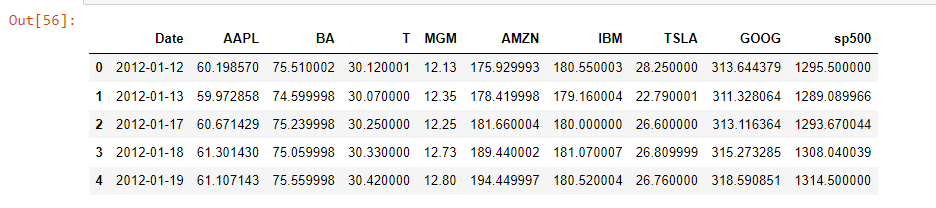 Out[56]:
Date AAPL BA T MGM AMZN IBM TSLA GOOG sp500
0 2012-01-12 60.198570 75.510002 30.120001 12.13 175.929993 180.550003 28.250000 313.644379 1295.500000
1 2012-01-13 59.972858 74.599998 30.070000 12.35 178.419998 179.160004 22.790001 311.328064 1289.089966
2 2012-01-17 60.671429 75.239998 30.250000 12.25 181.660004 180.000000 26.600000 313.116364 1293.670044
3 2012-01-18 61.301430 75.059998 30.330000 12.73 189.440002 181.070007 26.809999 315.273285 1308.040039
4 2012-01-19 61.107143 75.559998 30.420000 12.80 194.449997 180.520004 26.760000 318.590851 1314.500000